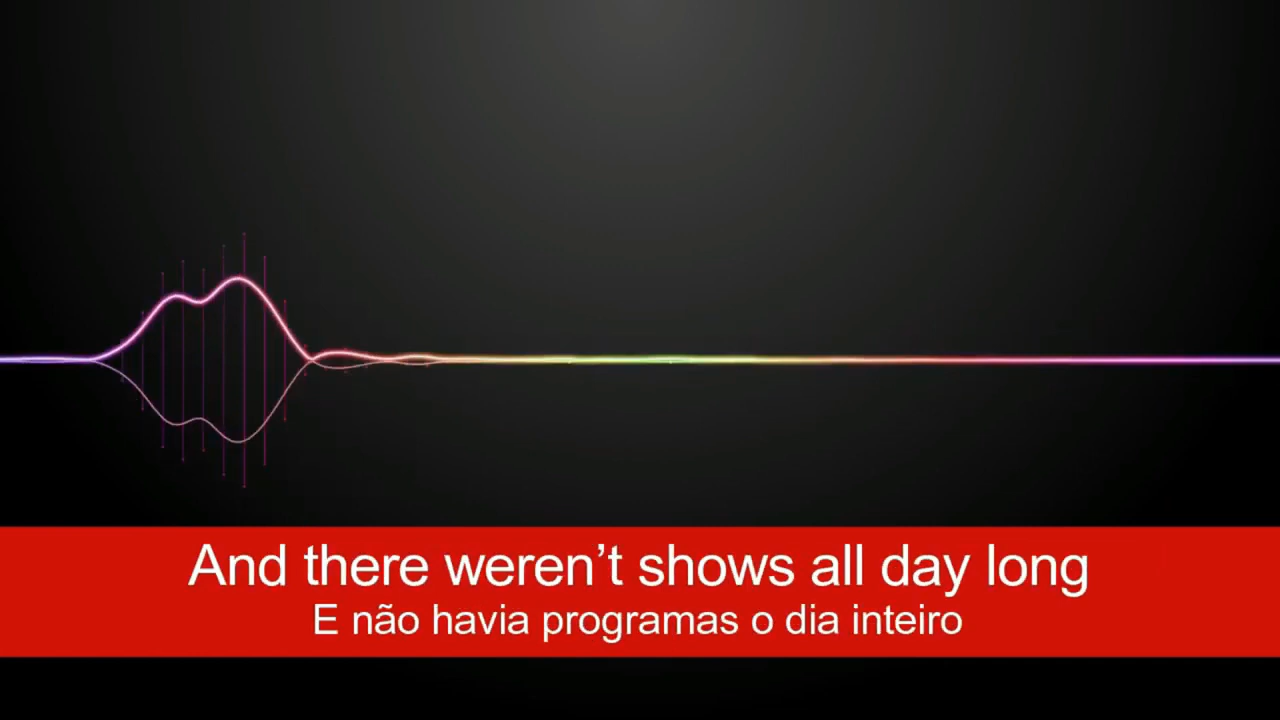 And there weren’t shows all day long
E não havia programas o dia inteiro